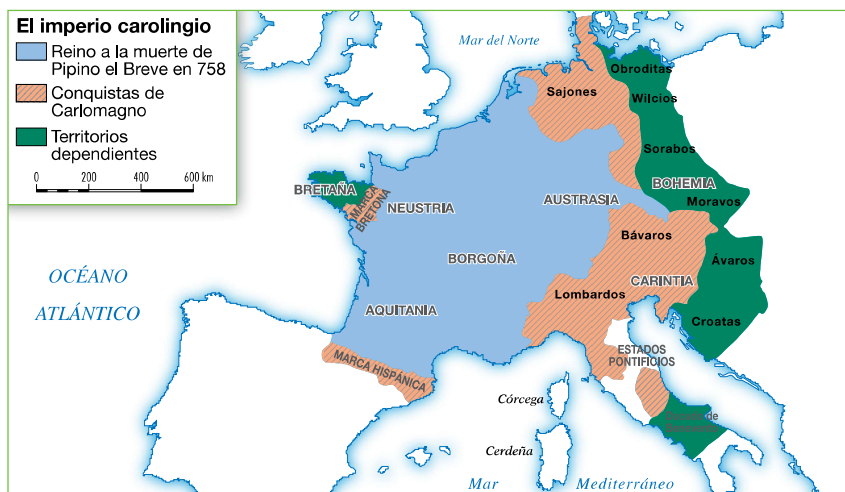 El imperio carolingio
Reino a la muerte de
Pipino el Breve en 758
Conquistas de
Carlomagno
Territorios
dependientes
0 200 400 600 km
Mar del Norte
Obroditas
Sajones
Wilcios
Sorabos
BRETAÑA
MARCA
BRETONA
NEUSTRIA
AUSTRASIA
BOHEMIA
Moravos
Bávaros
BORGOÑA
Ávaros
OCÉANO
ATLÁNTICO
CARINTIA
Lombardos
AQUITANIA
Croatas
ESTADOS
PONTIFICIOS
MARCA HISPÁNICA
Córcega
Cerdeña
Mar Mediterráneo